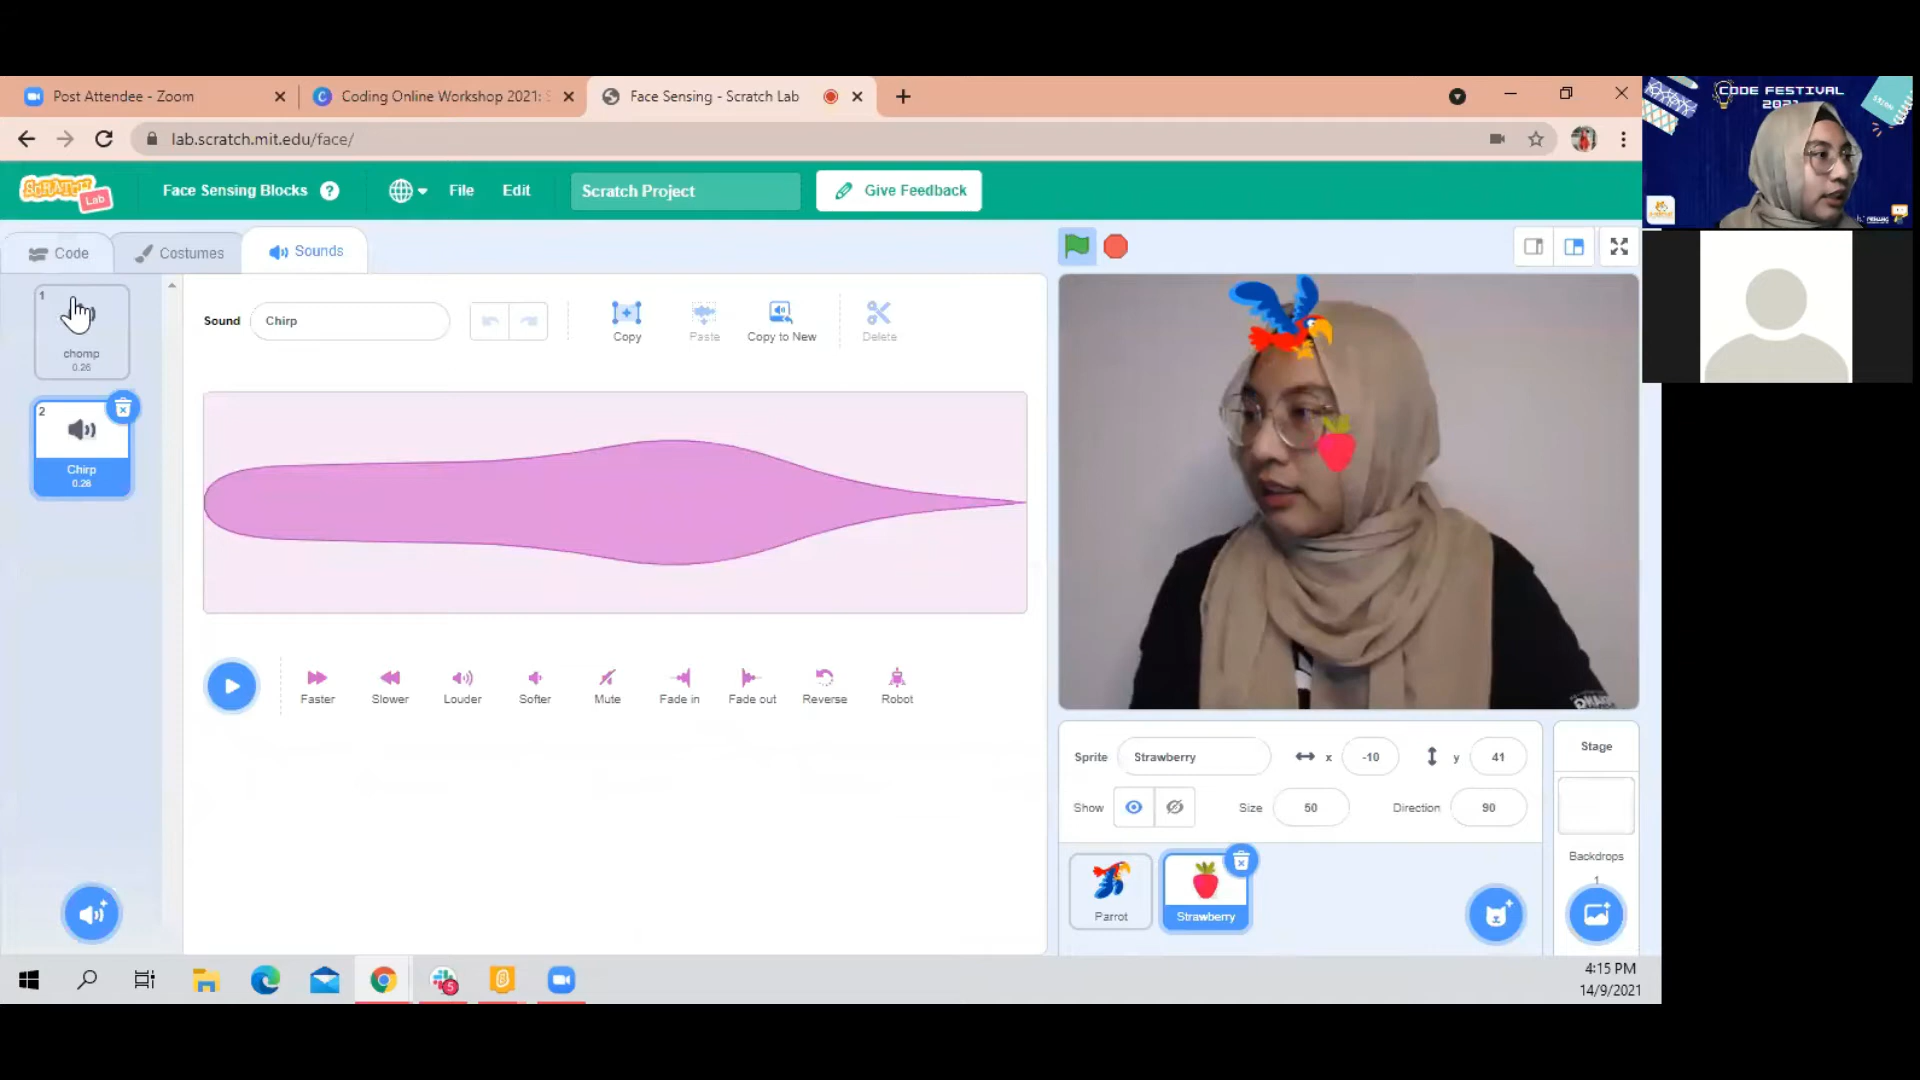 Post Attendee - Zoom
Coding Online Workshop 2021:
Face Sensing - Scratch Lab
lab.scratch.mit.edu/face/
CODE FESTIVAL
2021
SCRATCH
Lab
Face Sensing Blocks
?
File
Edit
Scratch Project
Give Feedback
Code
Costumes
Sounds
1
chomp
0.26
2
Chirp
0.26
Sound
Chirp
Copy
Paste
Copy to New
Delete
Faster
Slower
Louder
Softer
Mute
Fade in
Fade out
Reverse
Robot
Sprite
Strawberry
x
-10
y
41
Show
Size
50
Direction
90
Parrot
Strawberry
Stage
Backdrops
1
5
4:15 PM
14/9/2021